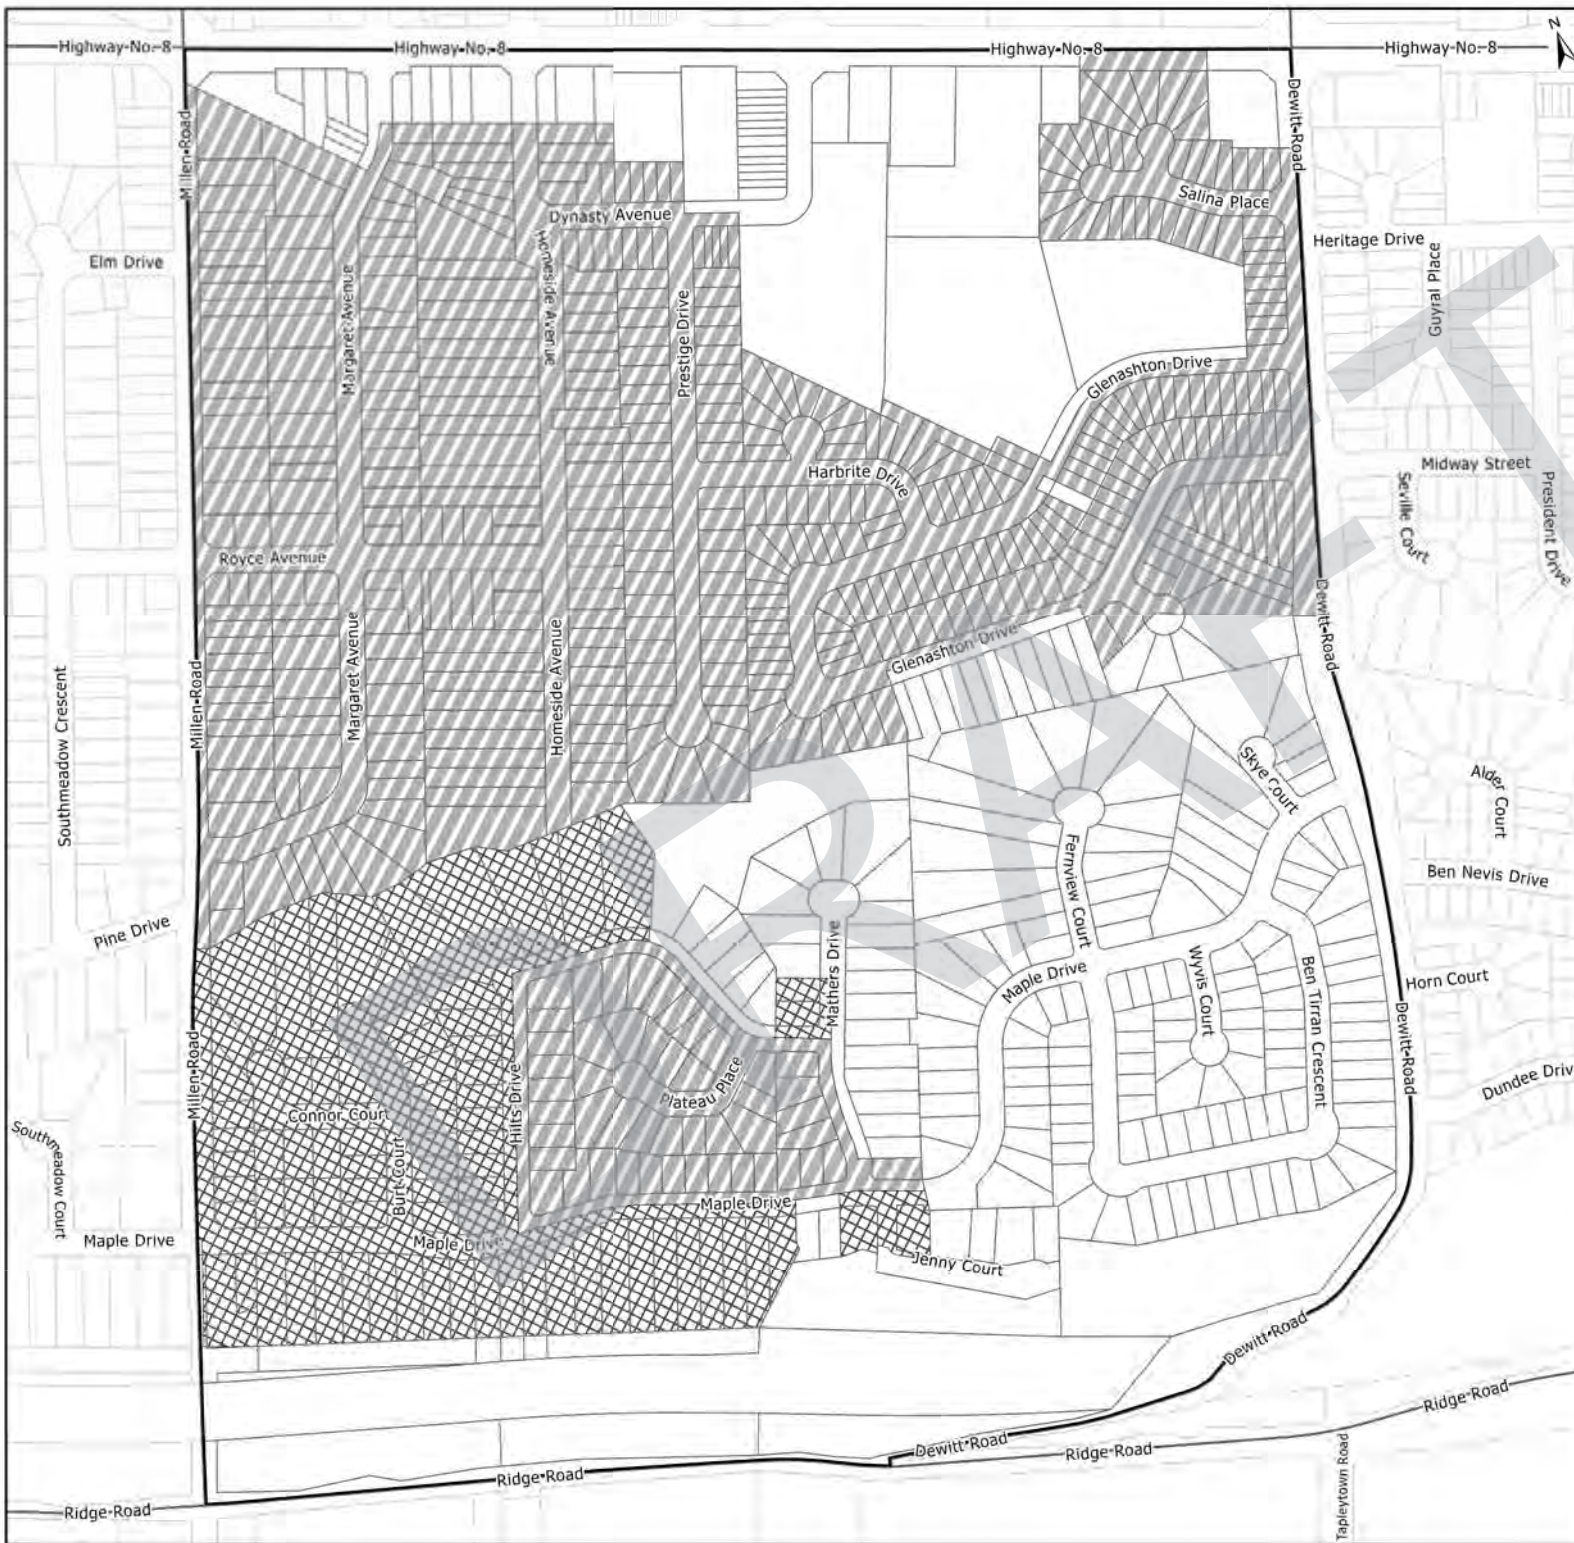 Highway No. 8
Highway No. 8
Highway No. 8
Highway No. 8
N
Millen Road
Dewitt Road
Salina Place
Dynasty Avenue
Elm Drive
Heritage Drive
Guyral Place
Margaret Avenue
Homeside Avenue
Prestige Drive
Glenashton Drive
Harbrite Drive
Midway Street
Seville Court
President Drive
Royce Avenue
Margaret Avenue
Homeside Avenue
Glenashton Drive
Dewitt Road
Millen Road
Southmeadow Crescent
Skye Court
Alder Court
Fernview Court
Ben Nevis Drive
Pine Drive
Mathers Drive
Maple Drive
Wyvis Court
Ben Tirran Crescent
Horn Court
Dewitt Road
Millen Road
Hilts Drive
Plateau Place
Dundee Driv
Connor Court
Burt Court
Southmeadow Court
Maple Drive
Maple Drive
Maple Drive
Jenny Court
Dewitt Road
Ridge Road
Dewitt Road
Ridge Road
Ridge Road
Ridge Road
Tapleytown Road
RAFT